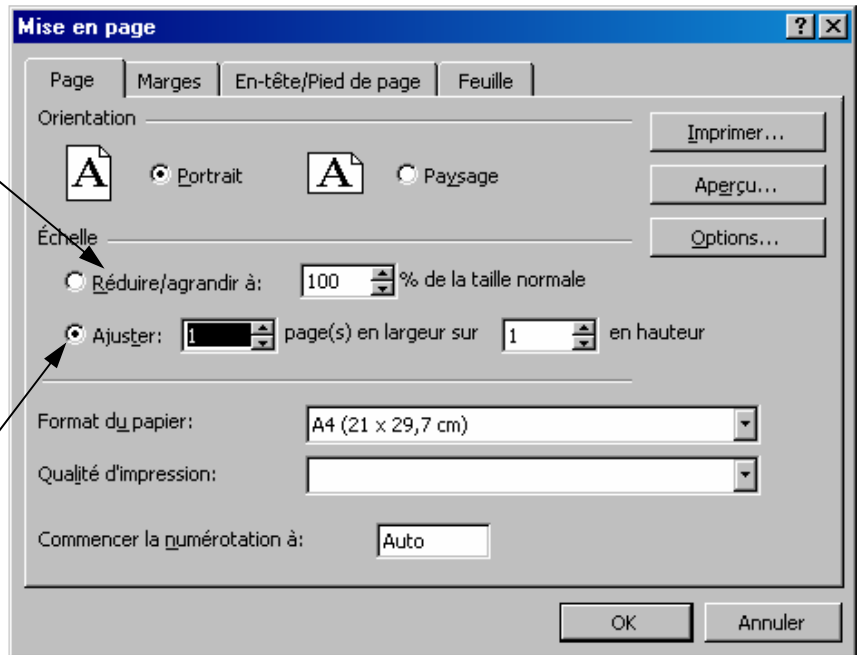 Mise en page
Page Marges En-tête/Pied de page Feuille
Orientation
A Portrait A Paysage
Imprimer...
Aperçu...
Options...
Échelle
Réduire/agrandir à: 100 % de la taille normale
Ajuster: 1 page(s) en largeur sur 1 en hauteur
Format du papier: A4 (21 x 29,7 cm)
Qualité d'impression:
Commencer la numérotation à: Auto
OK Annuler